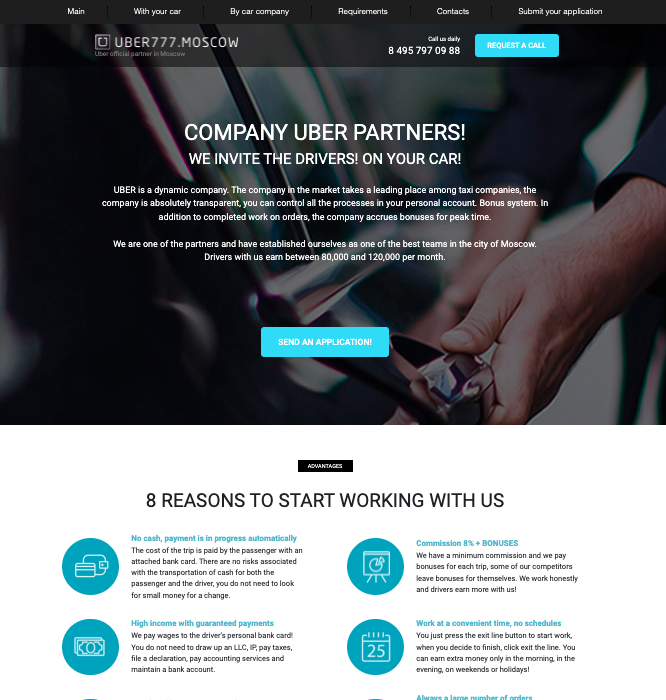 Main
With your car
By car company
Requirements
Contacts
Submit your application
UBER777.MOSCOW
Uber official partner in Moscow
Call us daily
8 495 797 09 88
REQUEST A CALL
COMPANY UBER PARTNERS!
WE INVITE THE DRIVERS! ON YOUR CAR!
UBER is a dynamic company. The company in the market takes a leading place among taxi companies, the
company is absolutely transparent, you can control all the processes in your personal account. Bonus system. In
addition to completed work on orders, the company accrues bonuses for peak time.
We are one of the partners and have established ourselves as one of the best teams in the city of Moscow.
Drivers with us earn between 80,000 and 120,000 per month.
SEND AN APPLICATION!
ADVANTAGES
8 REASONS TO START WORKING WITH US
No cash, payment is in progress automatically
The cost of the trip is paid by the passenger with an
attached bank card. There are no risks associated
with the transportation of cash for both the
passenger and the driver, you do not need to look
for small money for a change.
Commission 8% + BONUSES
We have a minimum commission and we pay
bonuses for each trip, some of our competitors
leave bonuses for themselves. We work honestly
and drivers earn more with us!
High income with guaranteed payments
We pay wages to the driver's personal bank card!
You do not need to draw up an LLC, IP, pay taxes,
file a declaration, pay accounting services and
maintain a bank account.
25
Work at a convenient time, no schedules
You just press the exit line button to start work,
when you decide to finish, click exit the line. You
can earn extra money only in the morning, in the
evening, on weekends or holidays!
Always a large number of orders